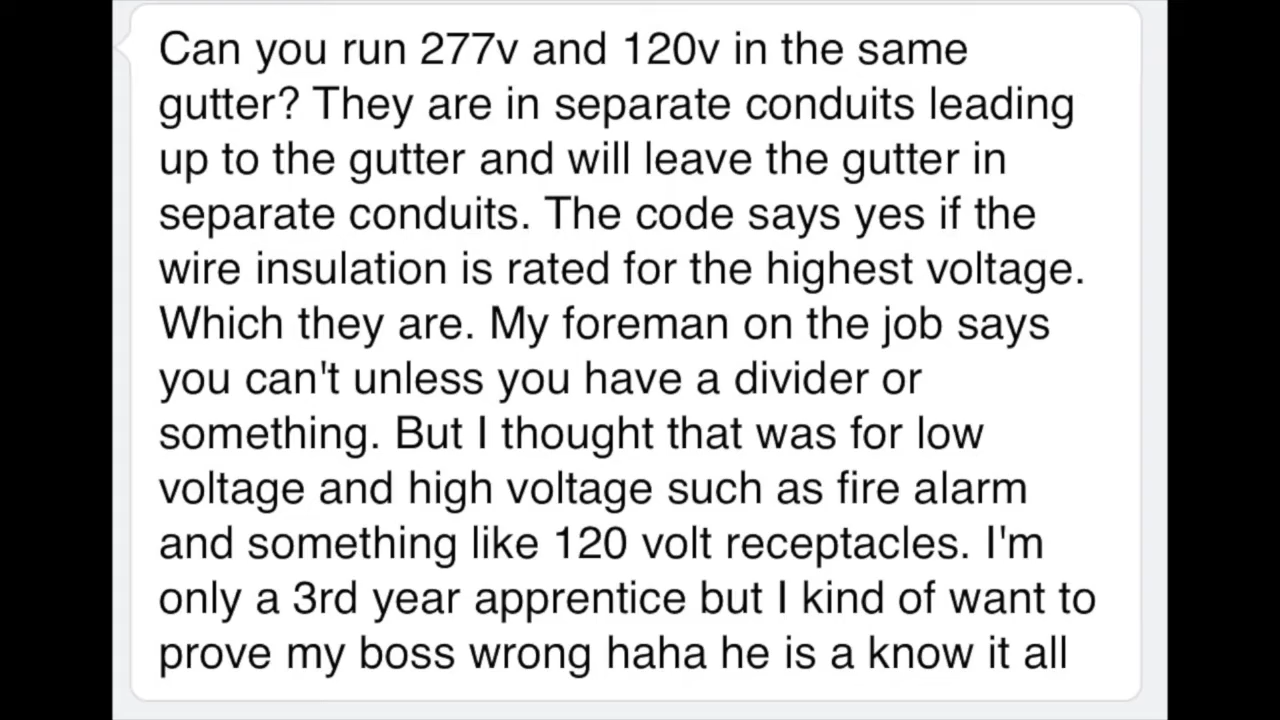 Can you run 277v and 120v in the same
gutter? They are in separate conduits leading
up to the gutter and will leave the gutter in
separate conduits. The code says yes if the
wire insulation is rated for the highest voltage.
Which they are. My foreman on the job says
you can't unless you have a divider or
something. But I thought that was for low
voltage and high voltage such as fire alarm
and something like 120 volt receptacles. I'm
only a 3rd year apprentice but I kind of want to
prove my boss wrong haha he is a know it all